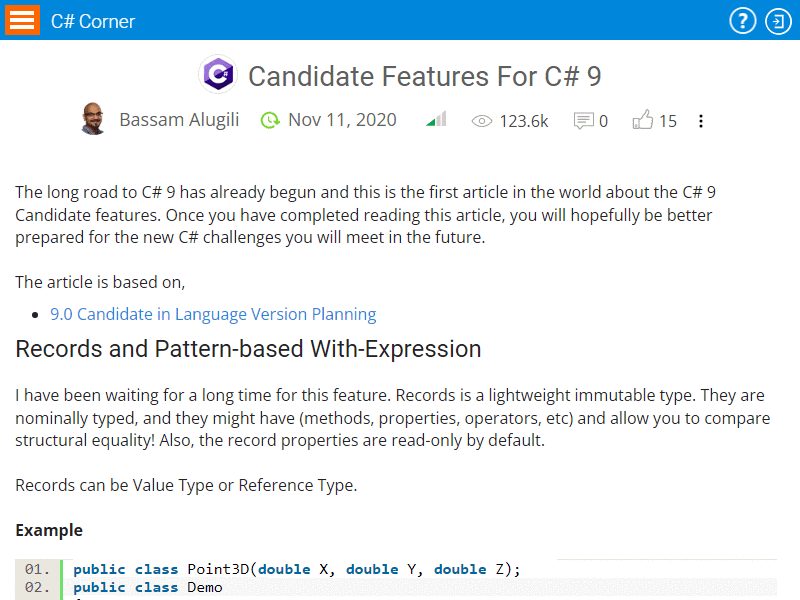 C# Corner
Candidate Features For C# 9
Bassam Alugili Nov 11, 2020 123.6k 0 15
The long road to C# 9 has already begun and this is the first article in the world about the C# 9
Candidate features. Once you have completed reading this article, you will hopefully be better
prepared for the new C# challenges you will meet in the future.
The article is based on,
• 9.0 Candidate in Language Version Planning
Records and Pattern-based With-Expression
I have been waiting for a long time for this feature. Records is a lightweight immutable type. They are
nominally typed, and they might have (methods, properties, operators, etc) and allow you to compare
structural equality! Also, the record properties are read-only by default.
Records can be Value Type or Reference Type.
Example
01. public class Point3D(double X, double Y, double Z);
02. public class Demo